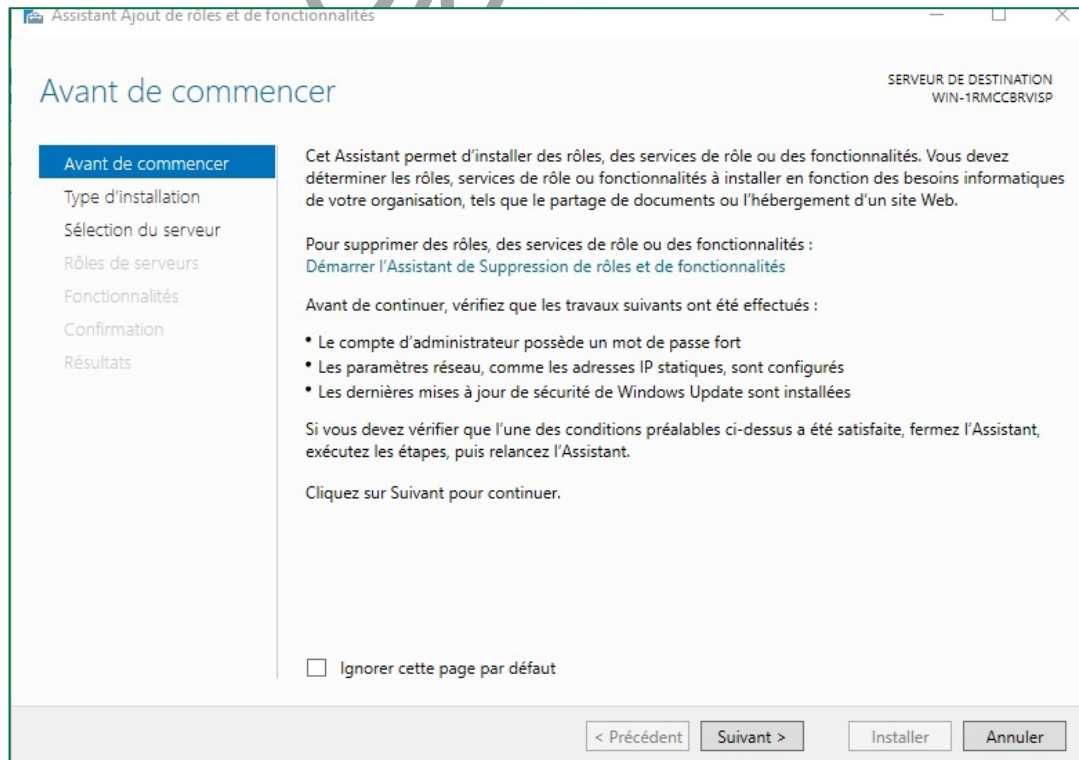 Assistant Ajout de rôles et de fonctionnalités
Avant de commencer
SERVEUR DE DESTINATION
WIN-1RMCCBRVISP
Avant de commencer
Type d'installation
Sélection du serveur
Rôles de serveurs
Fonctionnalités
Confirmation
Résultats
Cet Assistant permet d'installer des rôles, des services de rôle ou des fonctionnalités. Vous devez
déterminer les rôles, services de rôle ou fonctionnalités à installer en fonction des besoins informatiques
de votre organisation, tels que le partage de documents ou l'hébergement d'un site Web.
Pour supprimer des rôles, des services de rôle ou des fonctionnalités :
Démarrer l'Assistant de Suppression de rôles et de fonctionnalités
Avant de continuer, vérifiez que les travaux suivants ont été effectués :
• Le compte d'administrateur possède un mot de passe fort
• Les paramètres réseau, comme les adresses IP statiques, sont configurés
• Les dernières mises à jour de sécurité de Windows Update sont installées
Si vous devez vérifier que l'une des conditions préalables ci-dessus a été satisfaite, fermez l'Assistant,
exécutez les étapes, puis relancez l'Assistant.
Cliquez sur Suivant pour continuer.
Ignorer cette page par défaut
< Précédent
Suivant >
Installer
Annuler